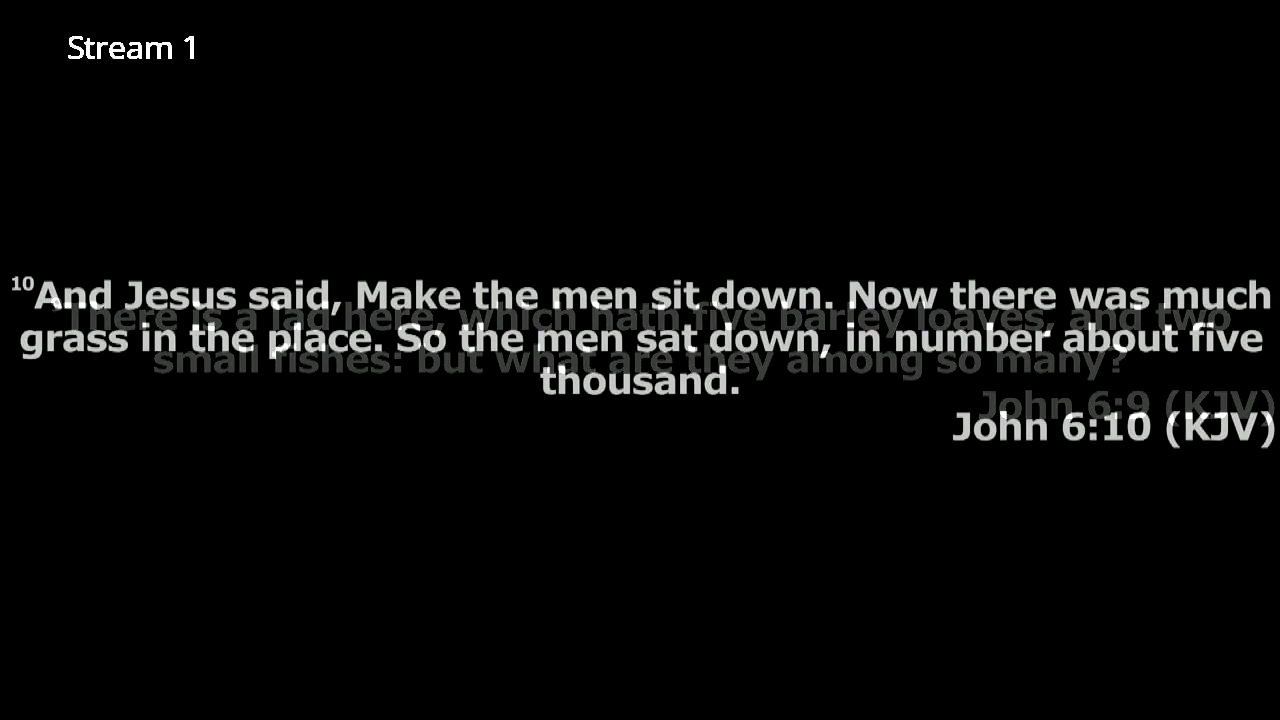 Stream 1
10And Jesus said, Make the men sit down. Now there was much
grass in the place. So the men sat down, in number about five
thousand.
John 6:10 (KJV)
There is a lad here, which hath five barley loaves, and two
small fishes: but what are they among so many?
John 6:9 (KJV)